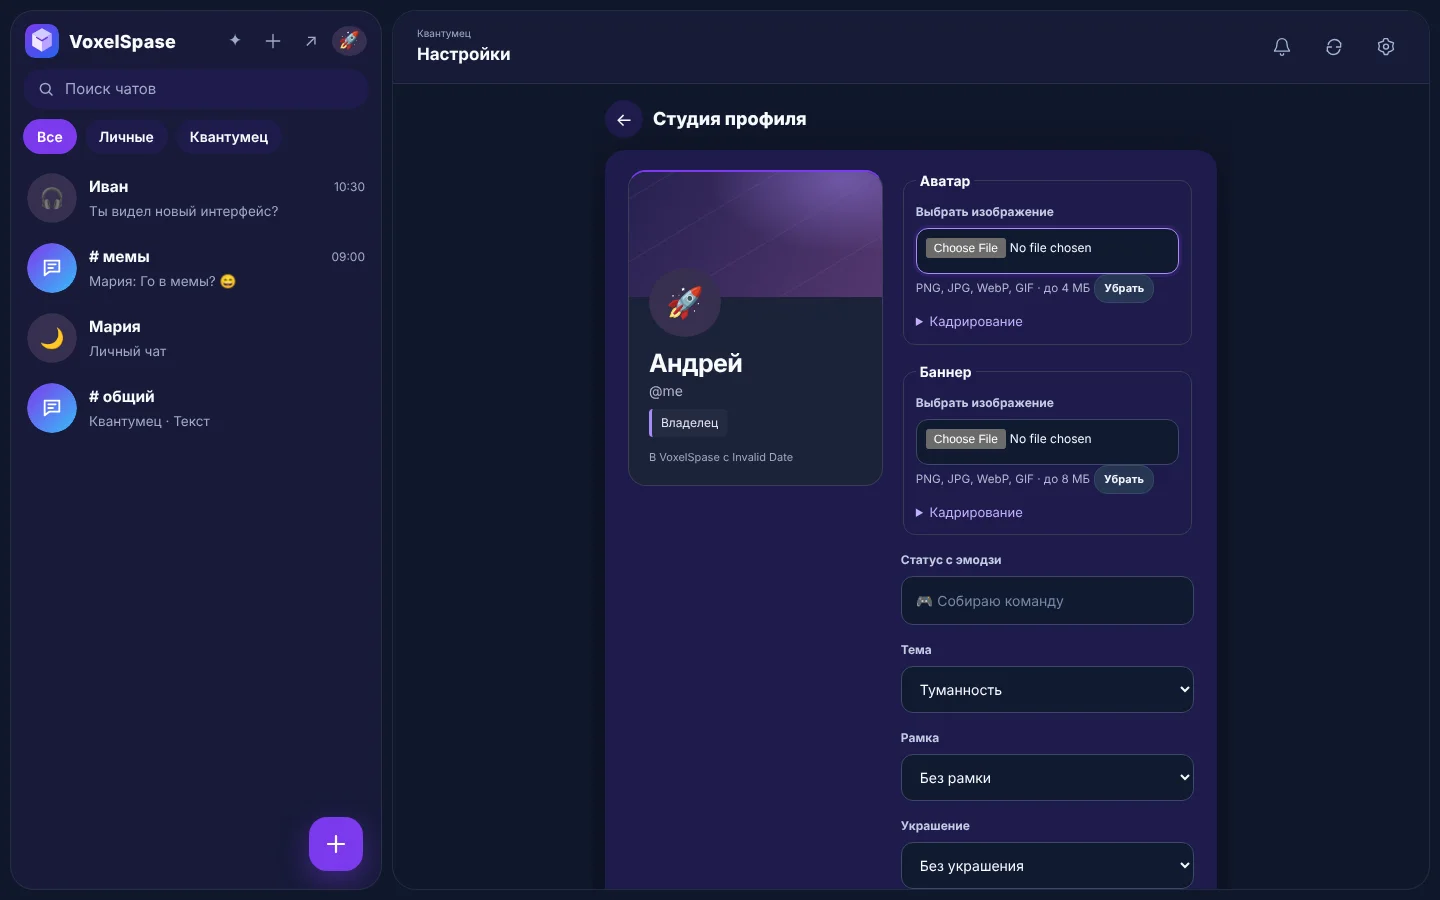 VoxelSpase
Поиск чатов
Все
Личные
Квантумец
Иван
10:30
Ты видел новый интерфейс?
# мемы
09:00
Мария: Го в мемы? 😄
Мария
Личный чат
# общий
Квантумец · Текст
Квантумец
Настройки
Студия профиля
Андрей
@me
Владелец
В VoxelSpase с Invalid Date
Аватар
Выбрать изображение
Choose File No file chosen
PNG, JPG, WebP, GIF · до 4 МБ Убрать
Кадрирование
Баннер
Выбрать изображение
Choose File No file chosen
PNG, JPG, WebP, GIF · до 8 МБ Убрать
Кадрирование
Статус с эмодзи
🎮 Собираю команду
Тема
Туманность
Рамка
Без рамки
Украшение
Без украшения